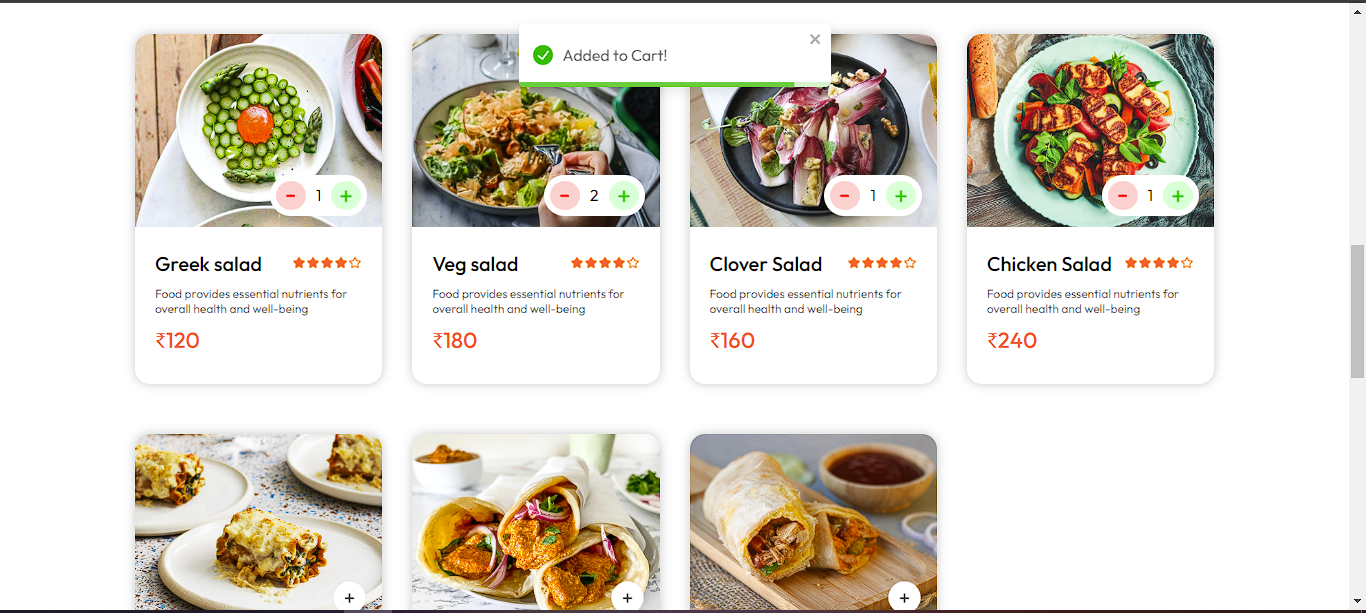 Added to Cart!
- 1 +
- 2 +
- 1 +
- 1 +
Greek salad
Food provides essential nutrients for
overall health and well-being
₹120
Veg salad
Food provides essential nutrients for
overall health and well-being
₹180
Clover Salad
Food provides essential nutrients for
overall health and well-being
₹160
Chicken Salad
Food provides essential nutrients for
overall health and well-being
₹240
+
+
+